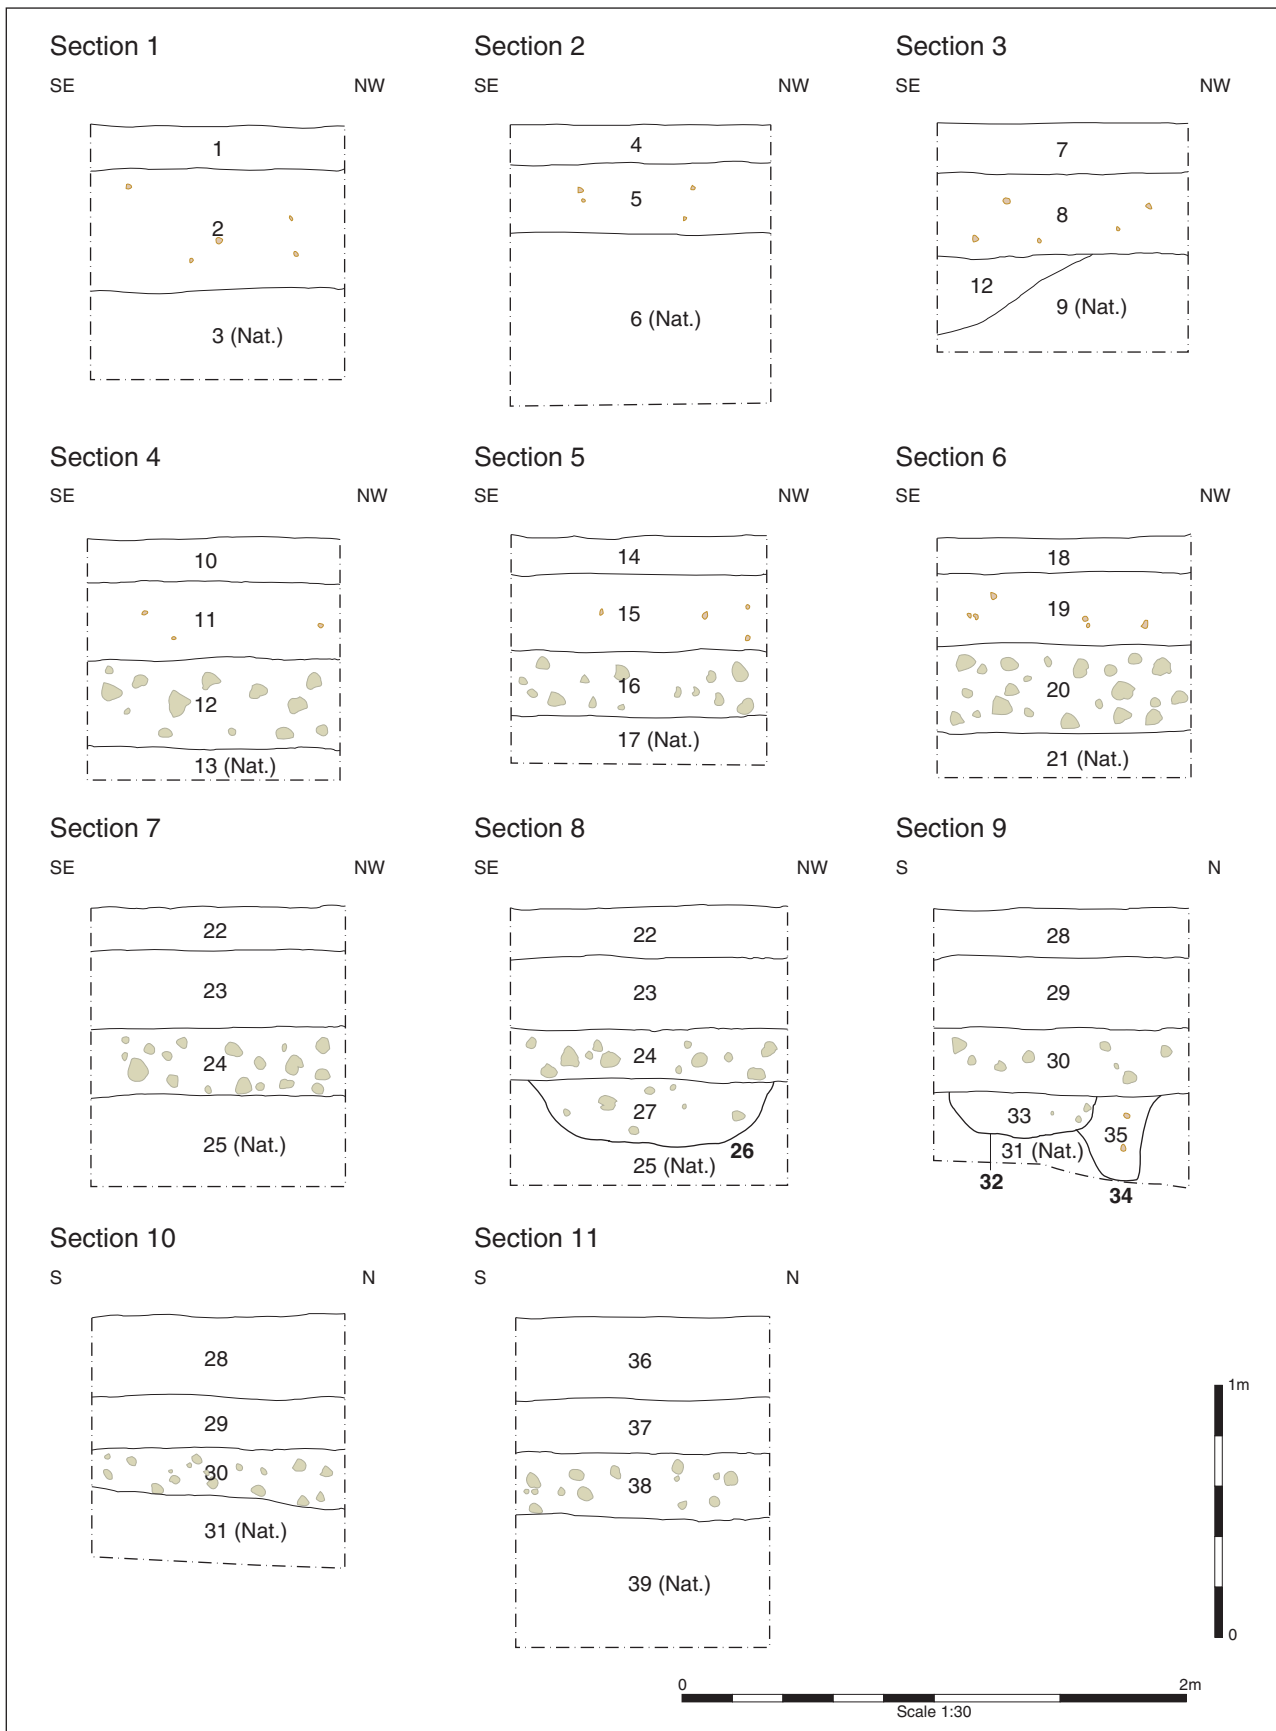 Section 1
SE NW
1
2
3 (Nat.)
Section 2
SE NW
4
5
6 (Nat.)
Section 3
SE NW
7
8
12
9 (Nat.)
Section 4
SE NW
10
11
12
13 (Nat.)
Section 5
SE NW
14
15
16
17 (Nat.)
Section 6
SE NW
18
19
20
21 (Nat.)
Section 7
SE NW
22
23
24
25 (Nat.)
Section 8
SE NW
22
23
24
27
25 (Nat.) 26
Section 9
S N
28
29
30
33
35
31 (Nat.)
32
34
Section 10
S N
28
29
30
31 (Nat.)
Section 11
S N
36
37
38
39 (Nat.)
1m
0
0 2m
Scale 1:30